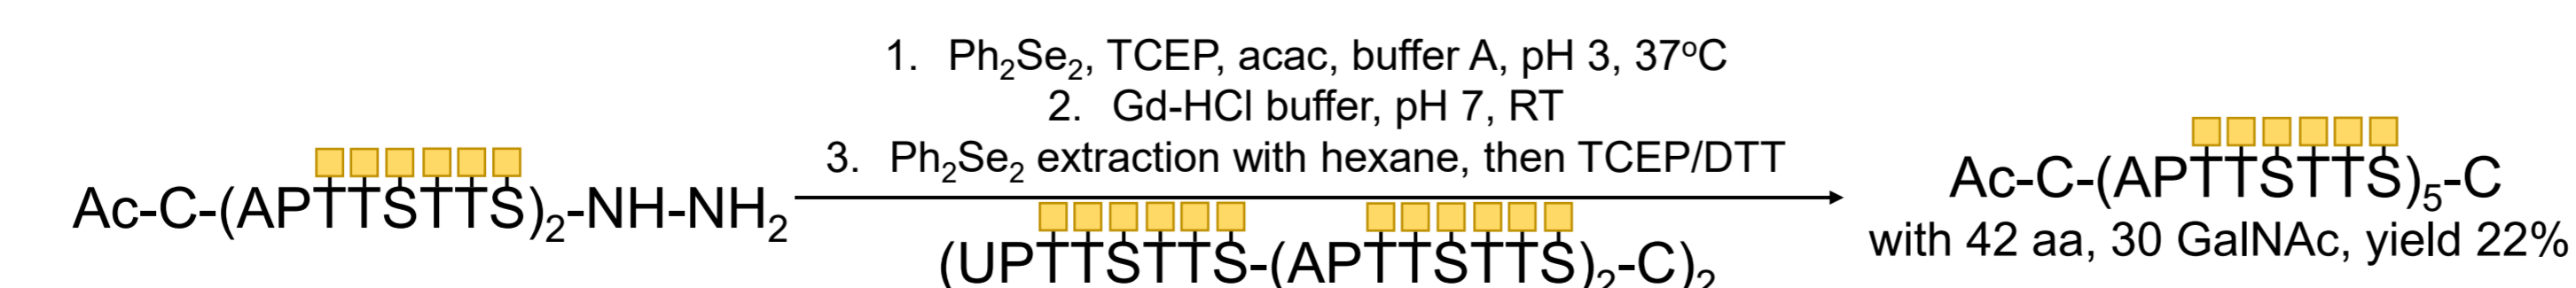 1. Ph₂Se₂, TCEP, acac, buffer A, pH 3, 37ºC
2. Gd-HCl buffer, pH 7, RT
3. Ph₂Se₂ extraction with hexane, then TCEP/DTT
Ac-C-(APTTSTTS)₂-NH-NH₂
(UPTTSTTS-(APTTSTTS)₂-C)₂
Ac-C-(APTTSTTS)₅-C
with 42 aa, 30 GalNAc, yield 22%